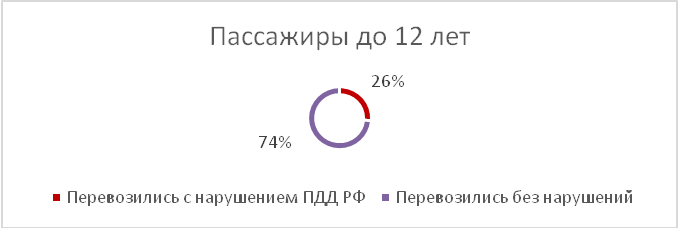 Пассажиры до 12 лет
26%
74%
Перевозились с нарушением ПДД РФ
Перевозились без нарушений